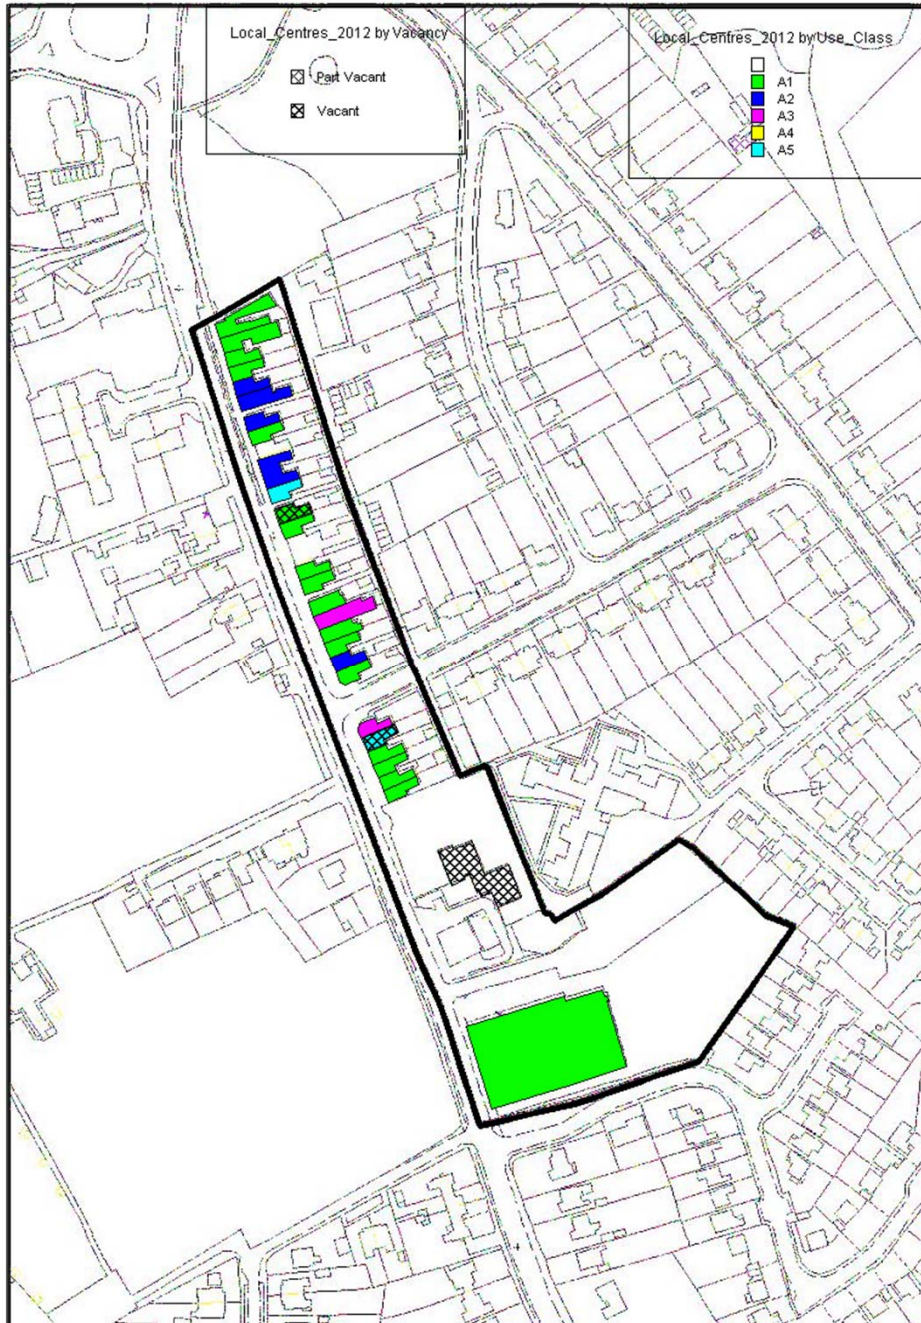 Local_Centres_2012 by Vacancy
Part Vacant
Vacant
Local_Centres_2012 by Use_Class
A1
A2
A3
A4
A5